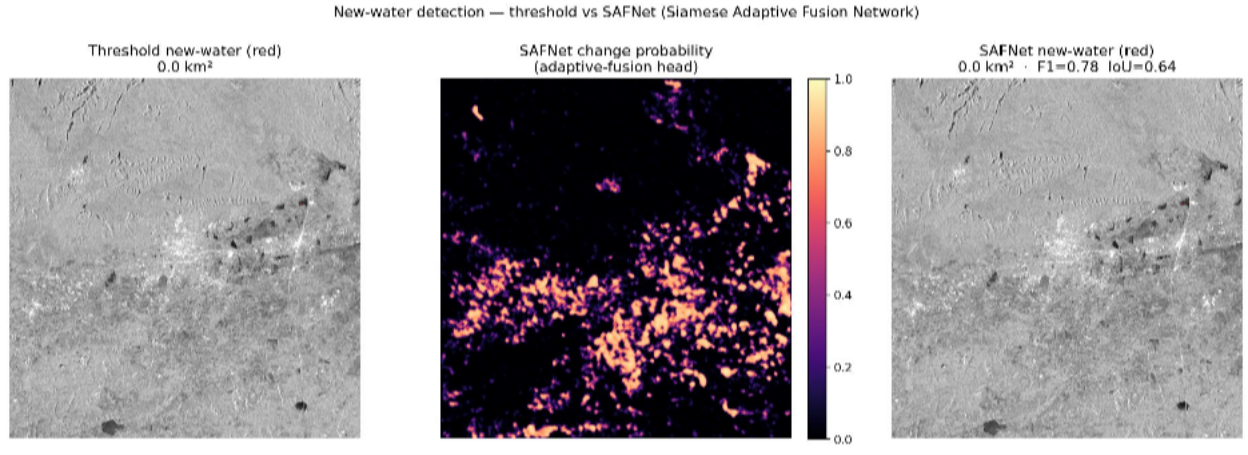 New-water detection — threshold vs SAFNet (Siamese Adaptive Fusion Network)
Threshold new-water (red)
0.0 km²
SAFNet change probability
(adaptive-fusion head)
SAFNet new-water (red)
0.0 km² · F1=0.78 IoU=0.64
1.0
0.8
0.6
0.4
0.2
0.0